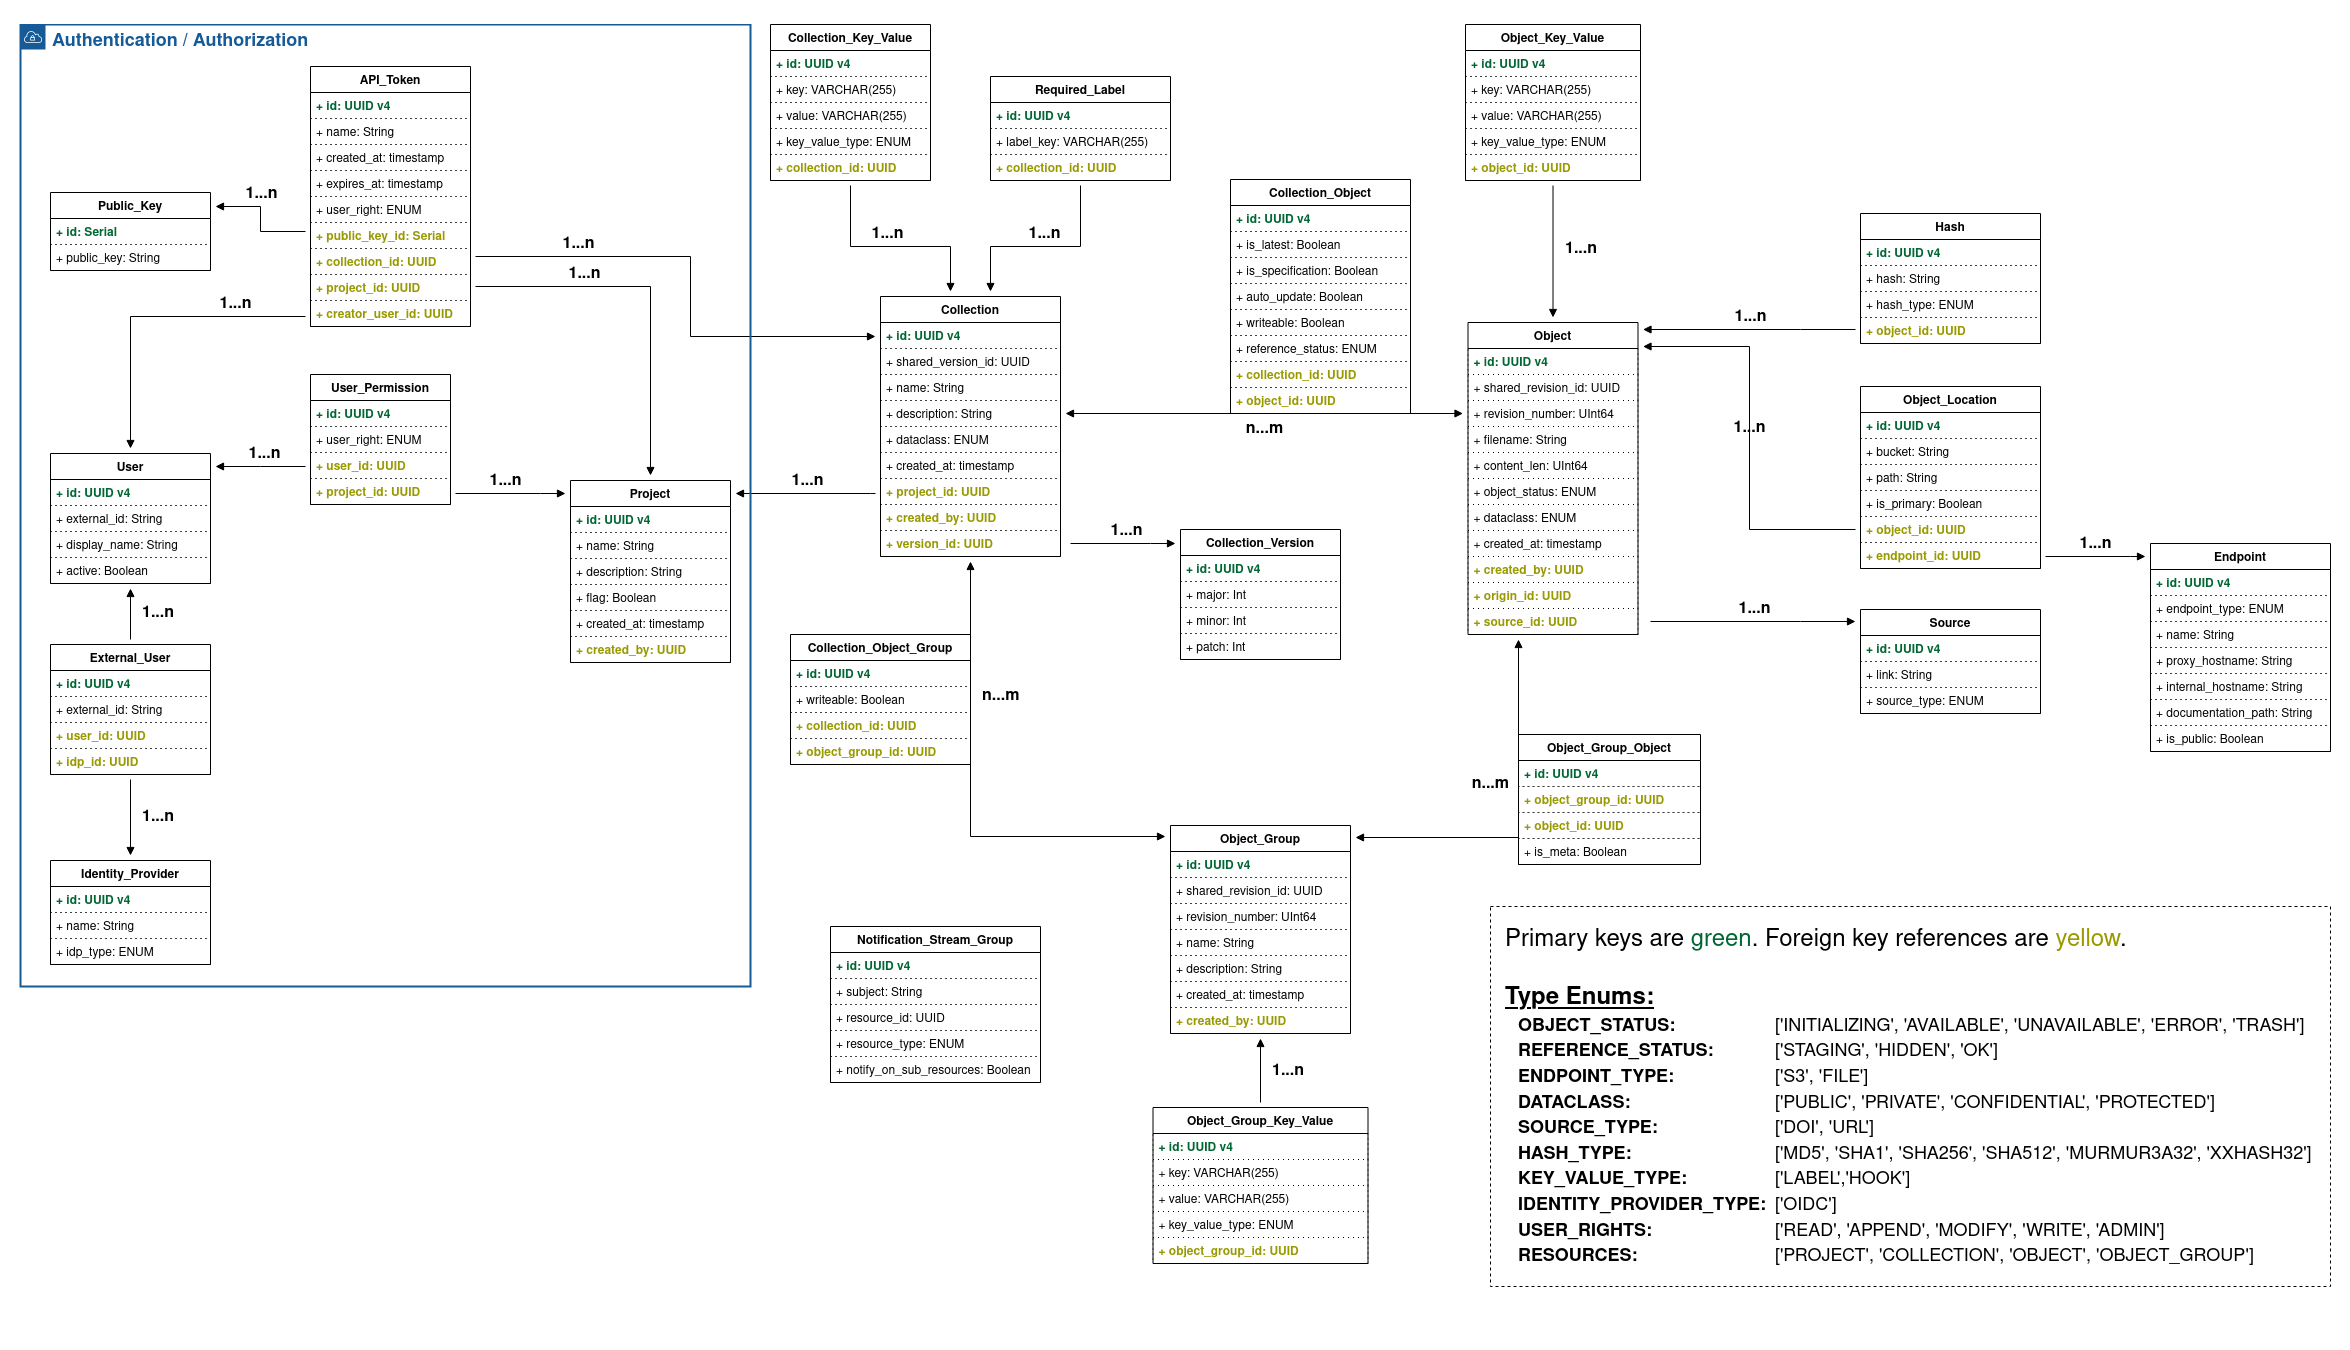 Authentication / Authorization
API_Token
+ id: UUID v4
+ name: String
+ created_at: timestamp
+ expires_at: timestamp
+ user_right: ENUM
+ public_key_id: Serial
+ collection_id: UUID
+ project_id: UUID
+ creator_user_id: UUID
Public_Key
+ id: Serial
+ public_key: String
1...n
1...n
1...n
1...n
User_Permission
+ id: UUID v4
+ user_right: ENUM
+ user_id: UUID
+ project_id: UUID
1...n
1...n
User
+ id: UUID v4
+ external_id: String
+ display_name: String
+ active: Boolean
1...n
External_User
+ id: UUID v4
+ external_id: String
+ user_id: UUID
+ idp_id: UUID
1...n
Identity_Provider
+ id: UUID v4
+ name: String
+ idp_type: ENUM
Project
+ id: UUID v4
+ name: String
+ description: String
+ flag: Boolean
+ created_at: timestamp
+ created_by: UUID
Collection_Key_Value
+ id: UUID v4
+ key: VARCHAR(255)
+ value: VARCHAR(255)
+ key_value_type: ENUM
+ collection_id: UUID
1...n
Required_Label
+ id: UUID v4
+ label_key: VARCHAR(255)
+ collection_id: UUID
1...n
Collection
+ id: UUID v4
+ shared_version_id: UUID
+ name: String
+ description: String
+ dataclass: ENUM
+ created_at: timestamp
+ project_id: UUID
+ created_by: UUID
+ version_id: UUID
1...n
1...n
Collection_Version
+ id: UUID v4
+ major: Int
+ minor: Int
+ patch: Int
Collection_Object
+ id: UUID v4
+ is_latest: Boolean
+ is_specification: Boolean
+ auto_update: Boolean
+ writeable: Boolean
+ reference_status: ENUM
+ collection_id: UUID
+ object_id: UUID
n...m
Object_Key_Value
+ id: UUID v4
+ key: VARCHAR(255)
+ value: VARCHAR(255)
+ key_value_type: ENUM
+ object_id: UUID
1...n
Object
+ id: UUID v4
+ shared_revision_id: UUID
+ revision_number: UInt64
+ filename: String
+ content_len: UInt64
+ object_status: ENUM
+ dataclass: ENUM
+ created_at: timestamp
+ created_by: UUID
+ origin_id: UUID
+ source_id: UUID
Hash
+ id: UUID v4
+ hash: String
+ hash_type: ENUM
+ object_id: UUID
1...n
Object_Location
+ id: UUID v4
+ bucket: String
+ path: String
+ is_primary: Boolean
+ object_id: UUID
+ endpoint_id: UUID
1...n
1...n
Endpoint
+ id: UUID v4
+ endpoint_type: ENUM
+ name: String
+ proxy_hostname: String
+ internal_hostname: String
+ documentation_path: String
+ is_public: Boolean
1...n
Source
+ id: UUID v4
+ link: String
+ source_type: ENUM
Collection_Object_Group
+ id: UUID v4
+ writeable: Boolean
+ collection_id: UUID
+ object_group_id: UUID
n...m
Object_Group_Object
+ id: UUID v4
+ object_group_id: UUID
+ object_id: UUID
+ is_meta: Boolean
n...m
Object_Group
+ id: UUID v4
+ shared_revision_id: UUID
+ revision_number: UInt64
+ name: String
+ description: String
+ created_at: timestamp
+ created_by: UUID
1...n
Notification_Stream_Group
+ id: UUID v4
+ subject: String
+ resource_id: UUID
+ resource_type: ENUM
+ notify_on_sub_resources: Boolean
Object_Group_Key_Value
+ id: UUID v4
+ key: VARCHAR(255)
+ value: VARCHAR(255)
+ key_value_type: ENUM
+ object_group_id: UUID
Primary keys are green. Foreign key references are yellow.
Type Enums:
OBJECT_STATUS: ['INITIALIZING', 'AVAILABLE', 'UNAVAILABLE', 'ERROR', 'TRASH']
REFERENCE_STATUS: ['STAGING', 'HIDDEN', 'OK']
ENDPOINT_TYPE: ['S3', 'FILE']
DATACLASS: ['PUBLIC', 'PRIVATE', 'CONFIDENTIAL', 'PROTECTED']
SOURCE_TYPE: ['DOI', 'URL']
HASH_TYPE: ['MD5', 'SHA1', 'SHA256', 'SHA512', 'MURMUR3A32', 'XXHASH32']
KEY_VALUE_TYPE: ['LABEL','HOOK']
IDENTITY_PROVIDER_TYPE: ['OIDC']
USER_RIGHTS: ['READ', 'APPEND', 'MODIFY', 'WRITE', 'ADMIN']
RESOURCES: ['PROJECT', 'COLLECTION', 'OBJECT', 'OBJECT_GROUP']